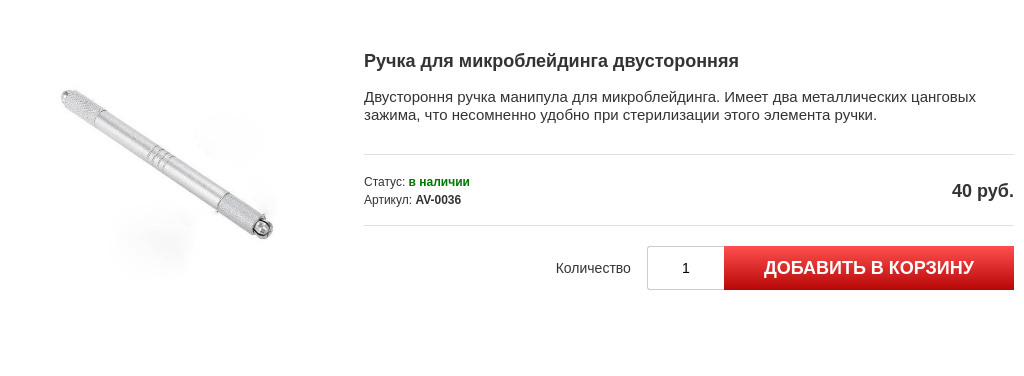 Ручка для микроблейдинга двусторонняя
Двустороння ручка манипула для микроблейдинга. Имеет два металлических цанговых
зажима, что несомненно удобно при стерилизации этого элемента ручки.
Статус: в наличии
Артикул: AV-0036
40 руб.
Количество
1
ДОБАВИТЬ В КОРЗИНУ